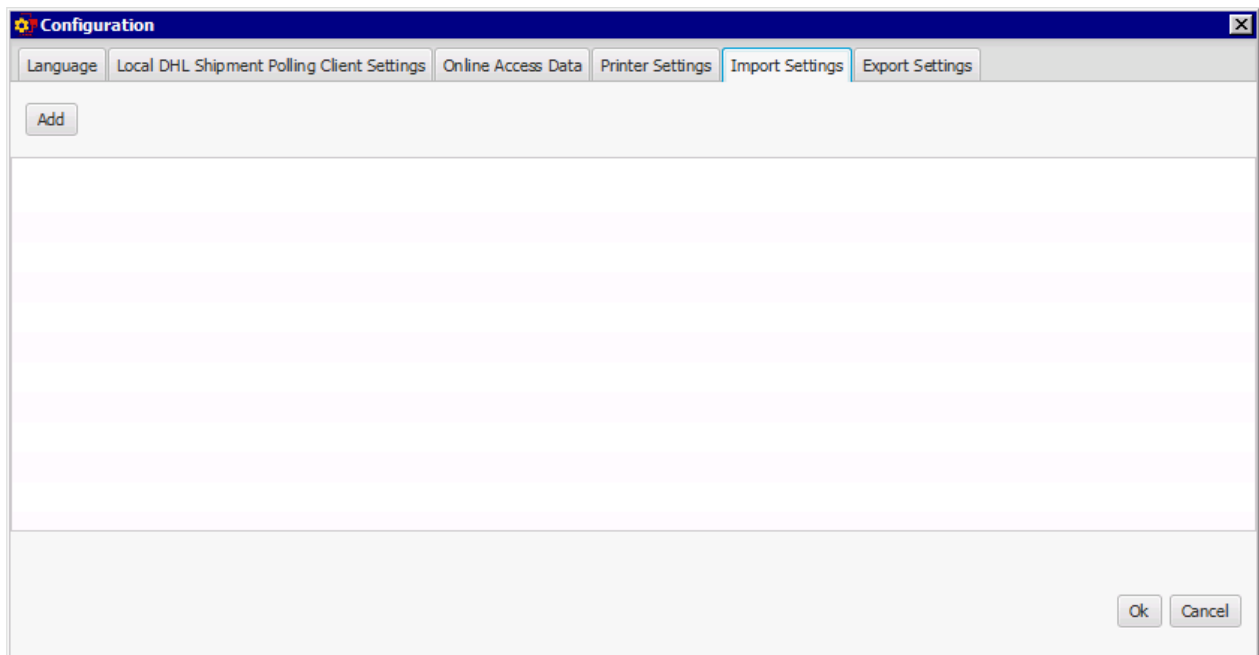 Configuration
Language Local DHL Shipment Polling Client Settings Online Access Data Printer Settings Import Settings Export Settings
Add
Ok Cancel